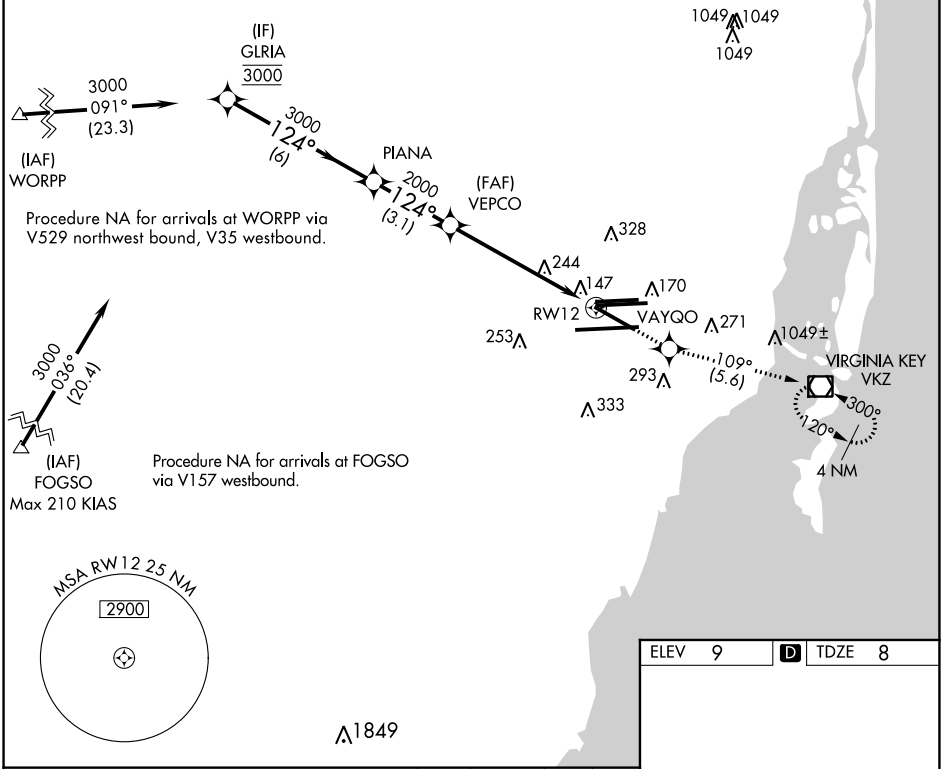 1049 1049
1049
(IF)
GLRIA
3000
3000
091°
(23.3)
(IAF)
WORPP
3000
124°
(6)
PIANA
2000
124°
(3.1)
(FAF)
VEPCO
Procedure NA for arrivals at WORPP via
V529 northwest bound, V35 westbound.
328
244
147
170
RW12
VAYQO
271
253
1049±
109°
(5.6)
VIRGINIA KEY
VKZ
293
333
300°
120°
4 NM
3000
036°
(20.4)
(IAF)
FOGSO
Max 210 KIAS
Procedure NA for arrivals at FOGSO
via V157 westbound.
MSA RW12 25 NM
2900
1849
ELEV 9 D TDZE 8